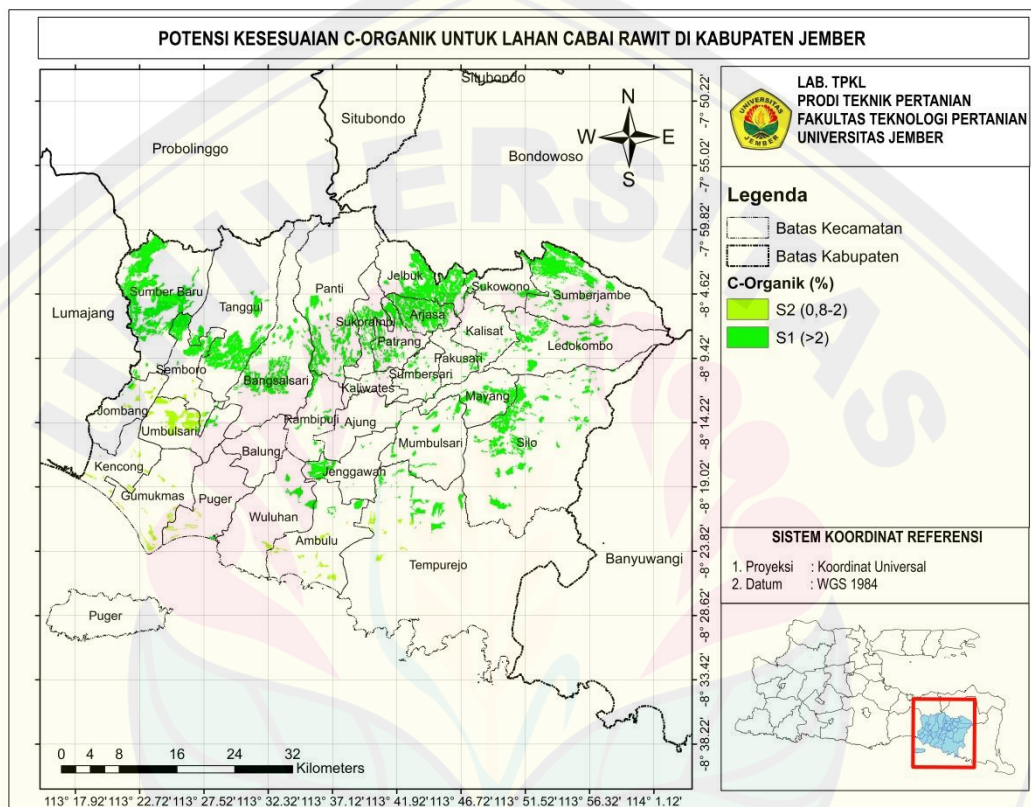 POTENSI KESESUAIAN C-ORGANIK UNTUK LAHAN CABAI RAWIT DI KABUPATEN JEMBER
LAB. TPKL
PRODI TEKNIK PERTANIAN
FAKULTAS TEKNOLOGI PERTANIAN
UNIVERSITAS JEMBER
UNIVERSITAS
JEMBER
Legenda
Batas Kecamatan
Batas Kabupaten
C-Organik (%)
S2 (0,8-2)
S1 (>2)
SISTEM KOORDINAT REFERENSI
1. Proyeksi : Koordinat Universal
2. Datum : WGS 1984
Situbondo
Situbondo
Probolinggo
Bondowoso
N
W
E
S
Lumajang
Sumber Baru
Tanggul
Panti
Jelbuk
Sukowono
Sumberjambe
Sukorambi
Arjasa
Patrang
Kalisat
Ledokombo
Pakusari
Semboro
Bangsalsari
Sumbersari
Kaliwates
Mayang
Jombang
Umbulsari
Rambipuji
Ajung
Mumbulsari
Silo
Kencong
Balung
Jenggawah
Gumukmas
Puger
Wuluhan
Ambulu
Tempurejo
Banyuwangi
Puger
0 4 8 16 24 32
Kilometers
113° 17.92' 113° 22.72' 113° 27.52' 113° 32.32' 113° 37.12' 113° 41.92' 113° 46.72' 113° 51.52' 113° 56.32' 114° 1.12'
-7° 50.22'
-7° 55.02'
-7° 59.82'
-8° 4.62'
-8° 9.42'
-8° 14.22'
-8° 19.02'
-8° 23.82'
-8° 28.62'
-8° 33.42'
-8° 38.22'
UNIVERSITAS